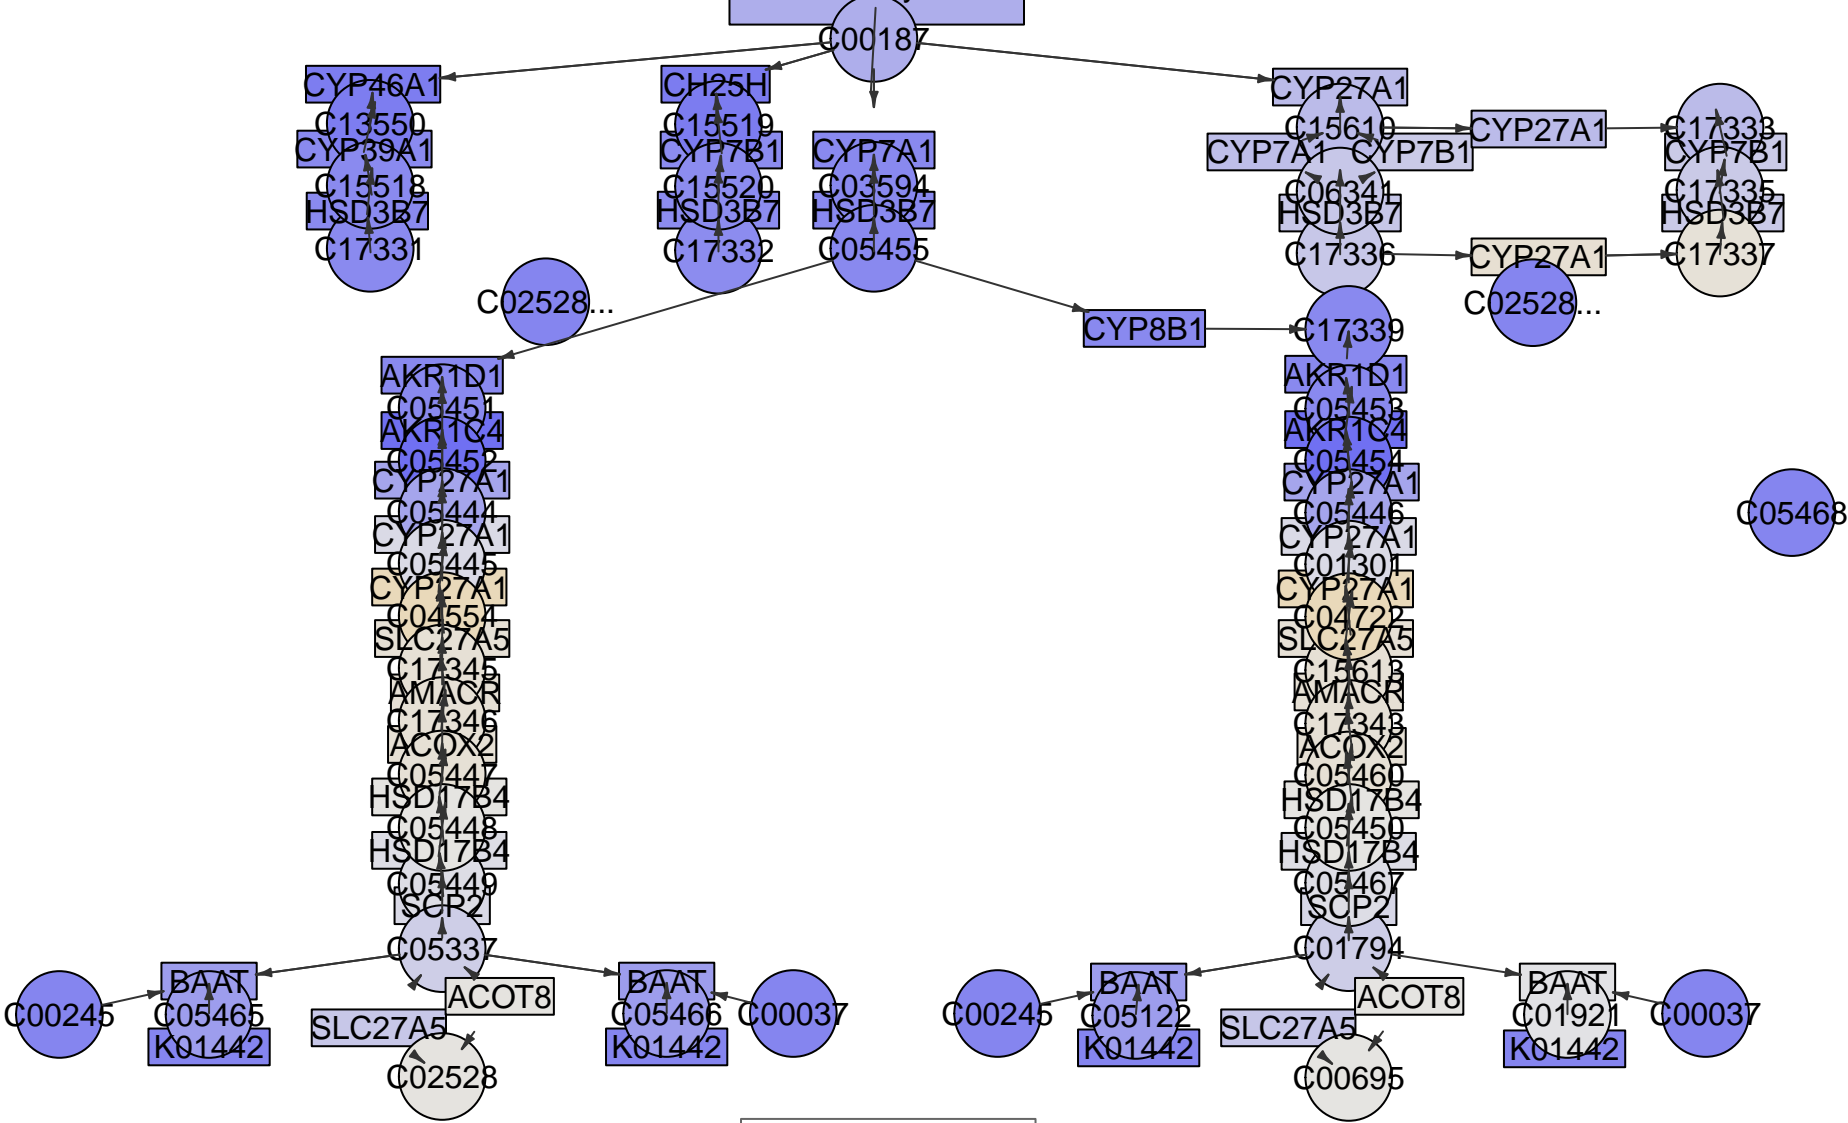 C00187
CYP46A1
C13550
CYP39A1
C15518
HSD3B7
C17331
CH25H
C15519
CYP7B1
C15520
HSD3B7
C17332
CYP7A1
C03594
HSD3B7
C05455
CYP27A1
C15610
CYP7A1
CYP7B1
C06341
HSD3B7
C17336
CYP27A1
C17333
CYP7B1
C17335
HSD3B7
CYP27A1
C17337
C02528...
C02528...
CYP8B1
C17339
AKR1D1
C05451
AKR1C4
C05452
CYP27A1
C05444
CYP27A1
C05445
CYP27A1
C04554
SLC27A5
C17345
AMACR
C17346
ACOX2
C05447
HSD17B4
C05448
HSD17B4
C05449
SCP2
C05337
AKR1D1
C05453
AKR1C4
C05454
CYP27A1
C05446
CYP27A1
C01301
CYP27A1
C04722
SLC27A5
C15613
AMACR
C17343
ACOX2
C05460
HSD17B4
C05450
HSD17B4
C05467
SCP2
C01794
C05468
C00245
BAAT
C05465
K01442
SLC27A5
ACOT8
C02528
BAAT
C05466
K01442
C00037
C00245
BAAT
C05122
K01442
SLC27A5
ACOT8
C00695
BAAT
C01921
K01442
C00037